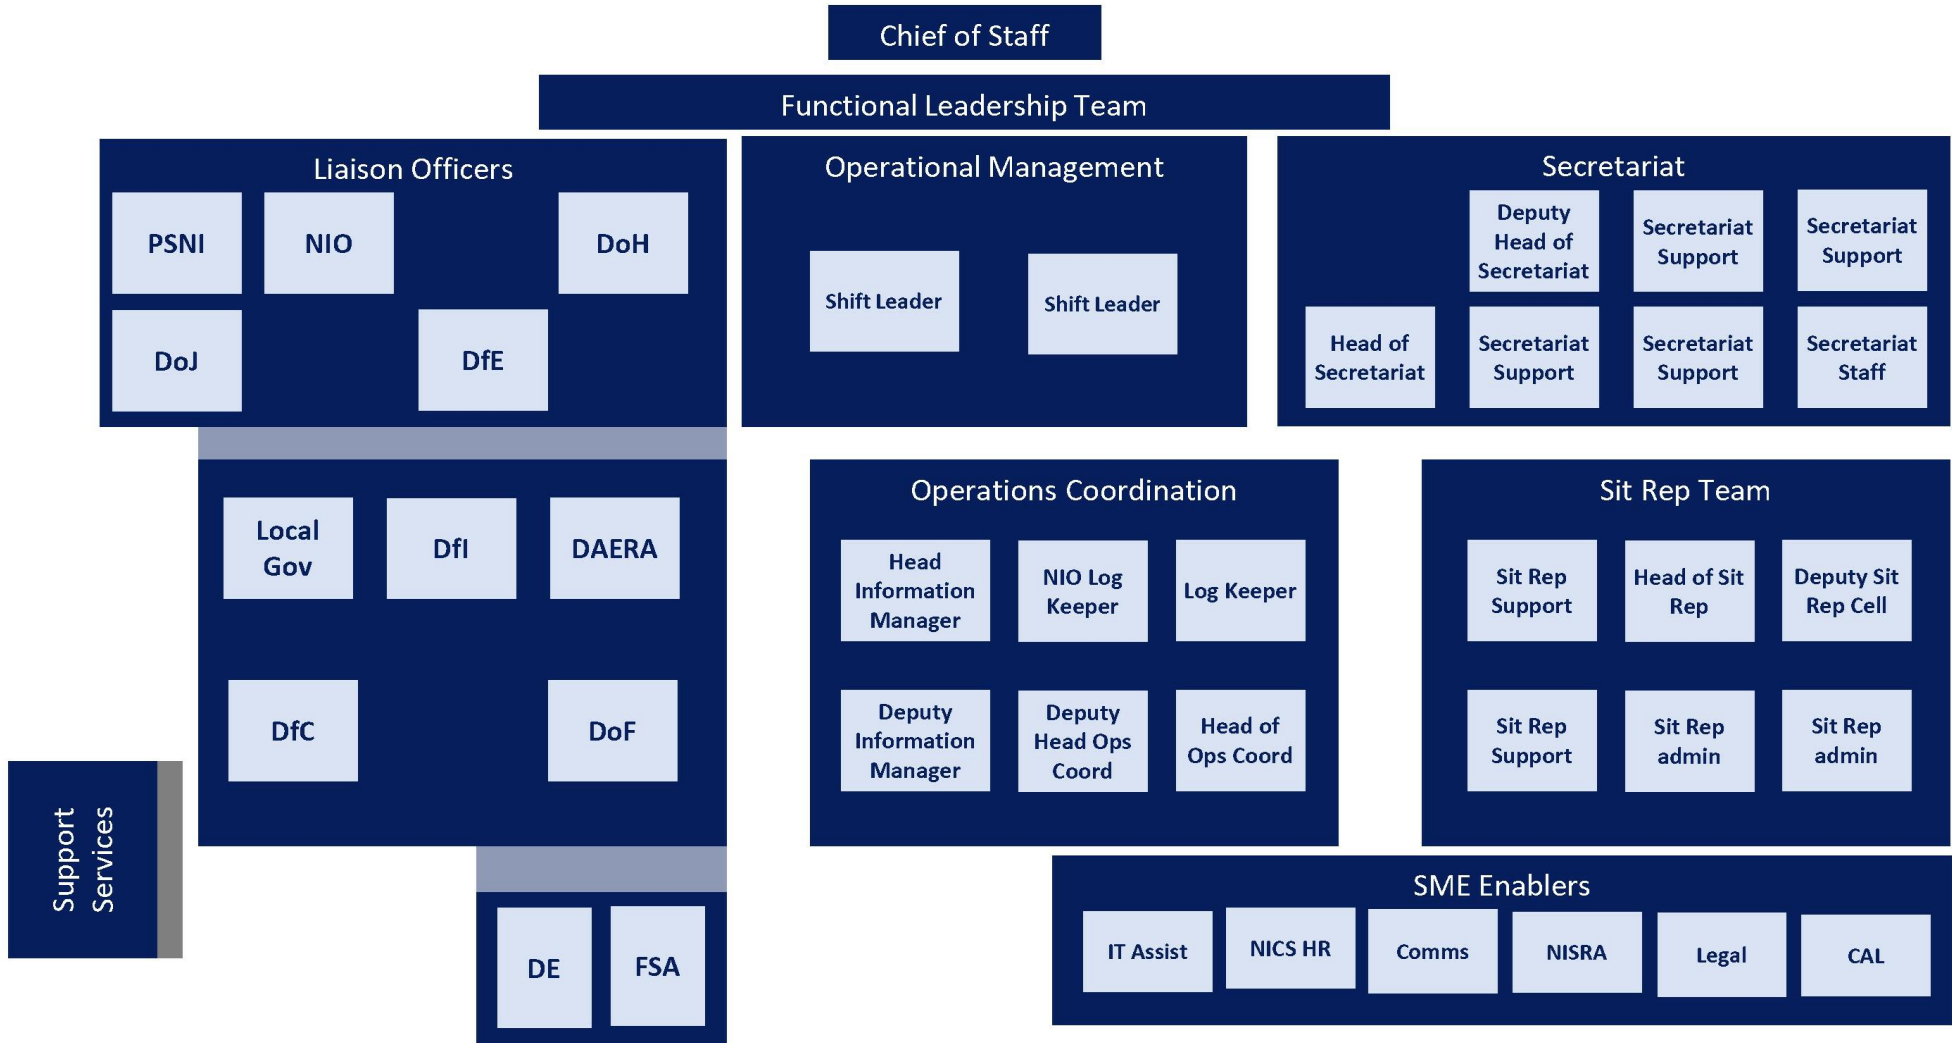 Chief of Staff
Functional Leadership Team
Liaison Officers
PSNI
NIO
DoH
DoJ
DfE
Local
Gov
DfI
DAERA
DfC
DoF
DE
FSA
Operational Management
Shift Leader
Shift Leader
Secretariat
Deputy
Head of
Secretariat
Secretariat
Support
Secretariat
Support
Head of
Secretariat
Secretariat
Support
Secretariat
Support
Secretariat
Staff
Operations Coordination
Head
Information
Manager
NIO Log
Keeper
Log Keeper
Deputy
Information
Manager
Deputy
Head Ops
Coord
Head of
Ops Coord
Sit Rep Team
Sit Rep
Support
Head of Sit
Rep
Deputy Sit
Rep Cell
Sit Rep
Support
Sit Rep
admin
Sit Rep
admin
Support
Services
SME Enablers
IT Assist
NICS HR
Comms
NISRA
Legal
CAL